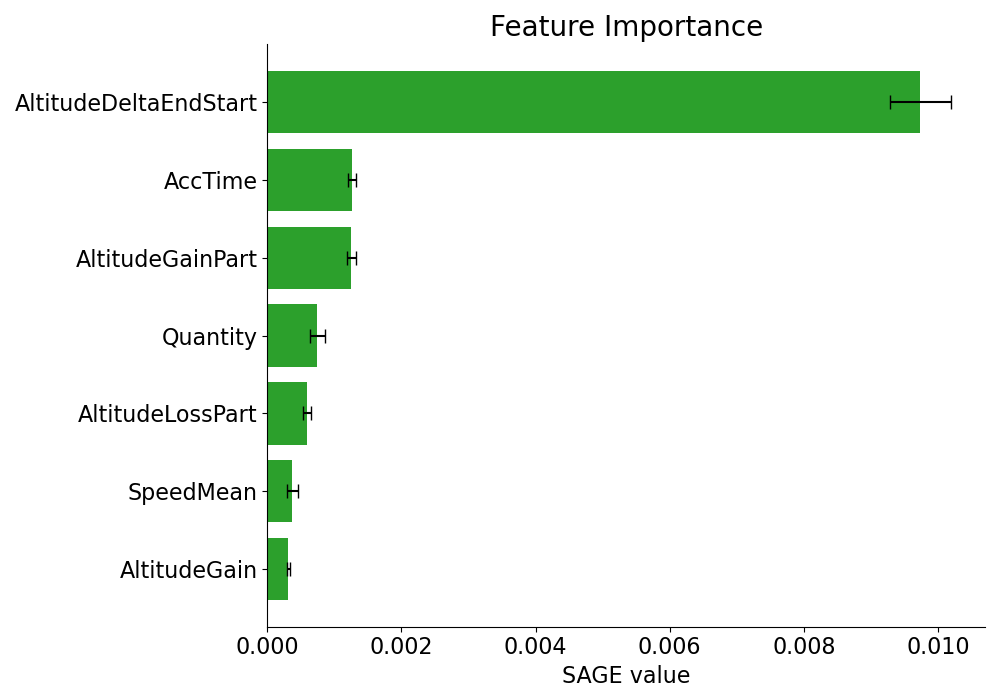 Feature Importance
AltitudeDeltaEndStart
AccTime
AltitudeGainPart
Quantity
AltitudeLossPart
SpeedMean
AltitudeGain
0.000 0.002 0.004 0.006 0.008 0.010
SAGE value